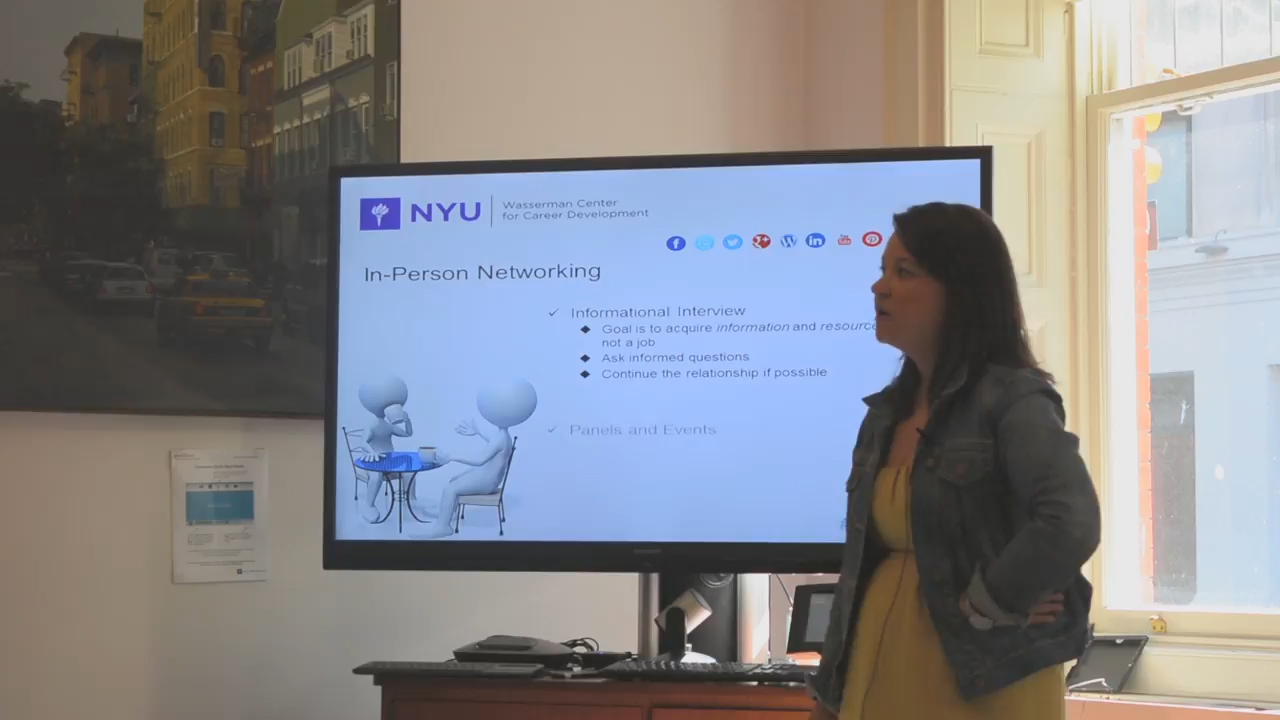 NYU
Wasserman Center
for Career Development
In-Person Networking
Informational Interview
Goal is to acquire information and
not a job
Ask informed questions
Continue the relationship if possible
Panels and Events